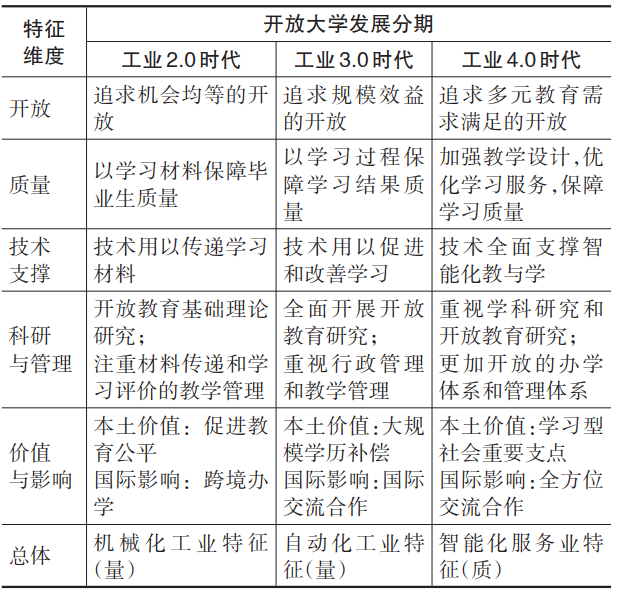 特征
维度
开放大学发展分期
工业2.0时代
工业3.0时代
工业4.0时代
开放
追求机会均等的开
放
追求规模效益
的开放
追求多元教育需
求满足的开放
质量
以学习材料保障毕
业生质量
以学习过程保
障学习结果质
量
加强教学设计,优
化学习服务,保障
学习质量
技术
支撑
技术用以传递学习
材料
技术用以促进
和改善学习
技术全面支撑智
能化教与学
科研
与管理
开放教育基础理论
研究;
注重材料传递和学
习评价的教学管理
全面开展开放
教育研究;
重视行政管理
和教学管理
重视学科研究和
开放教育研究;
更加开放的办学
体系和管理体系
价值
与影响
本土价值: 促进教
育公平
国际影响: 跨境办
学
本土价值:大规
模学历补偿
国际影响:国际
交流合作
本土价值:学习型
社会重要支点
国际影响:全方位
交流合作
总体
机械化工业特征
(量)
自动化工业特
征(量)
智能化服务业特
征(质)